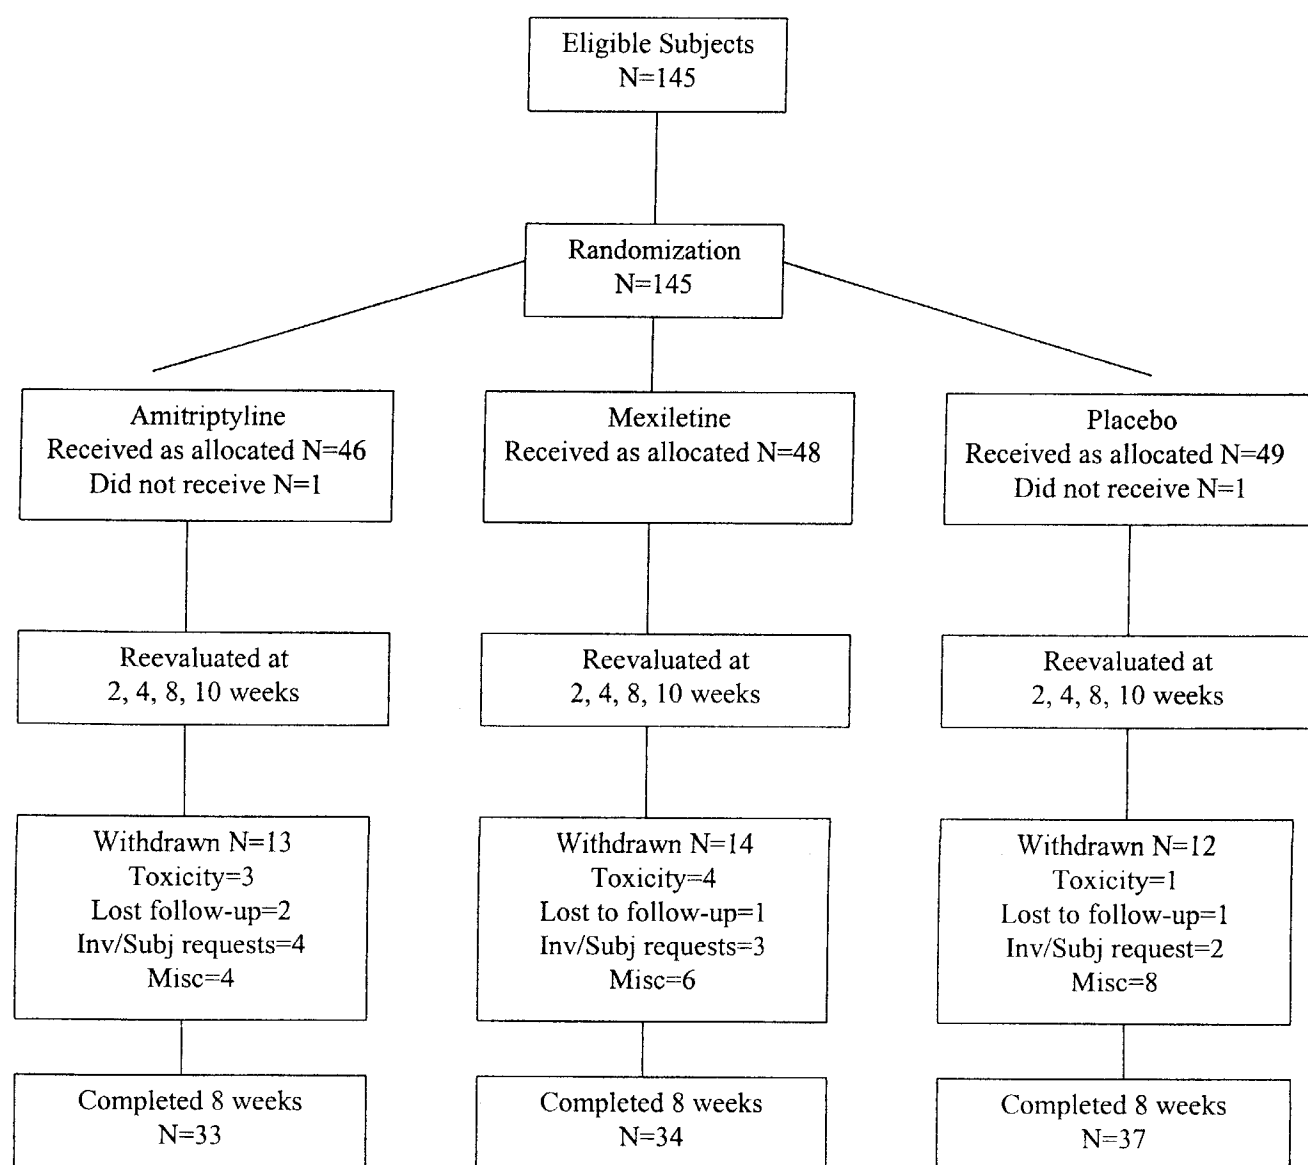 Eligible Subjects
N=145
Randomization
N=145
Amitriptyline
Received as allocated N=46
Did not receive N=1
Mexiletine
Received as allocated N=48
Placebo
Received as allocated N=49
Did not receive N=1
Reevaluated at
2, 4, 8, 10 weeks
Reevaluated at
2, 4, 8, 10 weeks
Reevaluated at
2, 4, 8, 10 weeks
Withdrawn N=13
Toxicity=3
Lost follow-up=2
Inv/Subj requests=4
Misc=4
Withdrawn N=14
Toxicity=4
Lost to follow-up=1
Inv/Subj requests=3
Misc=6
Withdrawn N=12
Toxicity=1
Lost to follow-up=1
Inv/Subj request=2
Misc=8
Completed 8 weeks
N=33
Completed 8 weeks
N=34
Completed 8 weeks
N=37